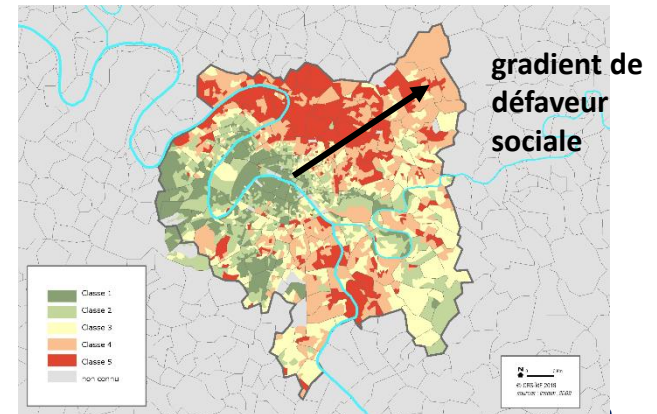 gradient de
défaveur
sociale
Classe 1
Classe 2
Classe 3
Classe 4
Classe 5
non connu
N